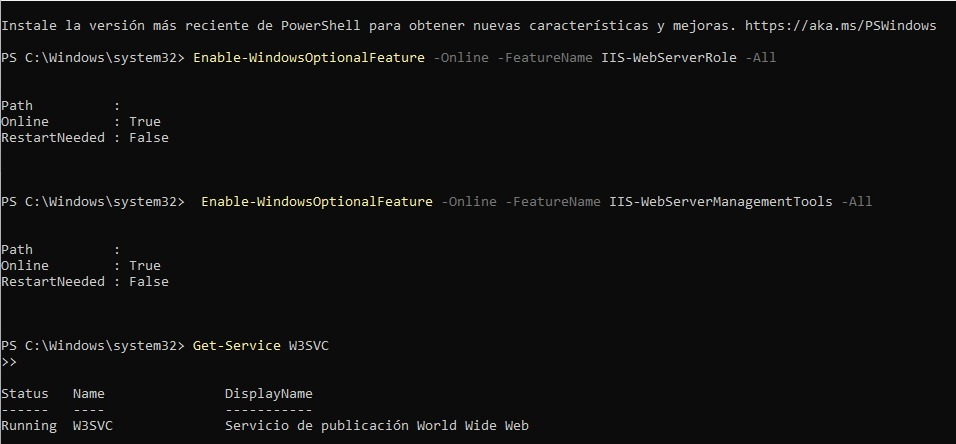 Instale la versión más reciente de PowerShell para obtener nuevas características y mejoras. https://aka.ms/PSWindows
PS C:\Windows\system32> Enable-WindowsOptionalFeature -Online -FeatureName IIS-WebServerRole -All
Path          :
Online        : True
RestartNeeded : False
PS C:\Windows\system32>  Enable-WindowsOptionalFeature -Online -FeatureName IIS-WebServerManagementTools -All
Path          :
Online        : True
RestartNeeded : False
PS C:\Windows\system32> Get-Service W3SVC
>>
Status   Name               DisplayName
------   ----               -----------
Running  W3SVC              Servicio de publicación World Wide Web